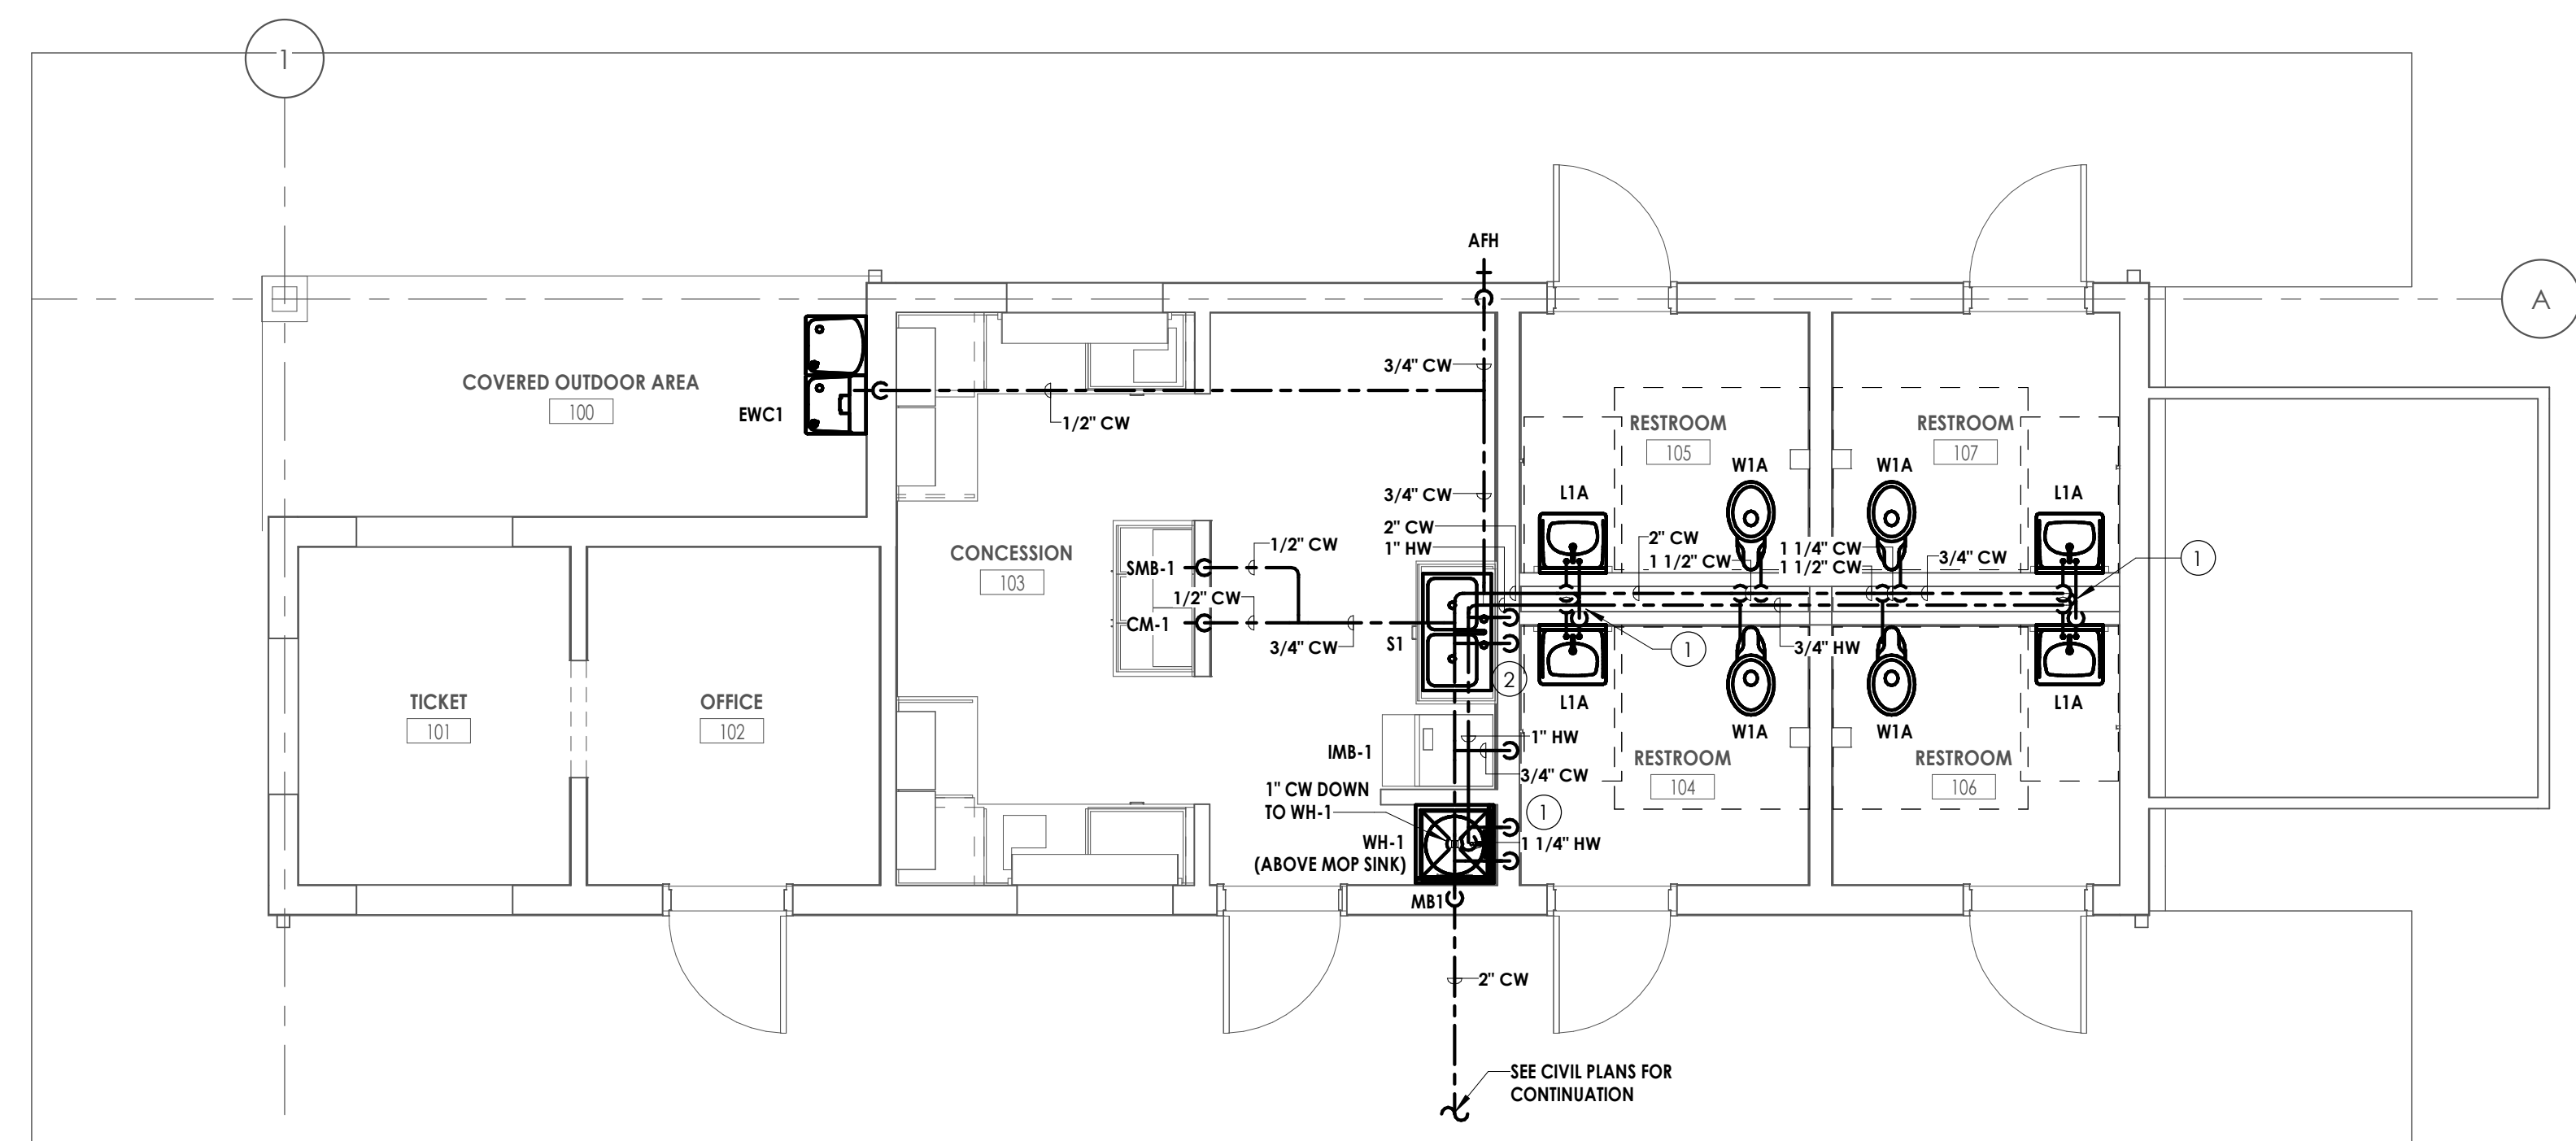 1
A
AFH
COVERED OUTDOOR AREA
100
EWC1
1/2" CW
3/4" CW
3/4" CW
2" CW
1" HW
RESTROOM
105
RESTROOM
107
W1A
W1A
L1A
L1A
2" CW
1 1/2" CW
1 1/4" CW
1 1/2" CW
3/4" CW
1
CONCESSION
103
SMB-1
1/2" CW
1/2" CW
CM-1
3/4" CW
S1
2
1
3/4" HW
TICKET
101
OFFICE
102
L1A
W1A
W1A
L1A
RESTROOM
104
RESTROOM
106
IMB-1
1" HW
3/4" CW
1" CW DOWN
TO WH-1
1
WH-1
(ABOVE MOP SINK)
1 1/4" HW
MB1
2" CW
SEE CIVIL PLANS FOR
CONTINUATION